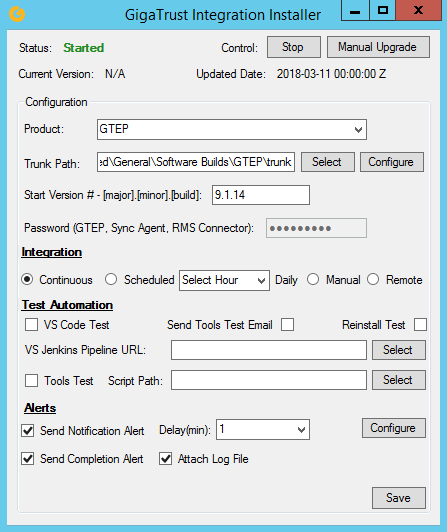 GigaTrust Integration Installer
Status: Started Control: Stop Manual Upgrade
Current Version: N/A Updated Date: 2018-03-11 00:00:00 Z
Configuration
Product: GTEP
Trunk Path: ed\General\Software Builds\GTEP\trunk Select Configure
Start Version # - [major].[minor].[build]: 9.1.14
Password (GTEP, Sync Agent, RMS Connector): ●●●●●●●●●
Integration
Continuous Scheduled Select Hour Daily Manual Remote
Test Automation
VS Code Test Send Tools Test Email Reinstall Test
VS Jenkins Pipeline URL: Select
Tools Test Script Path: Select
Alerts
Send Notification Alert Delay(min): 1 Configure
Send Completion Alert Attach Log File
Save